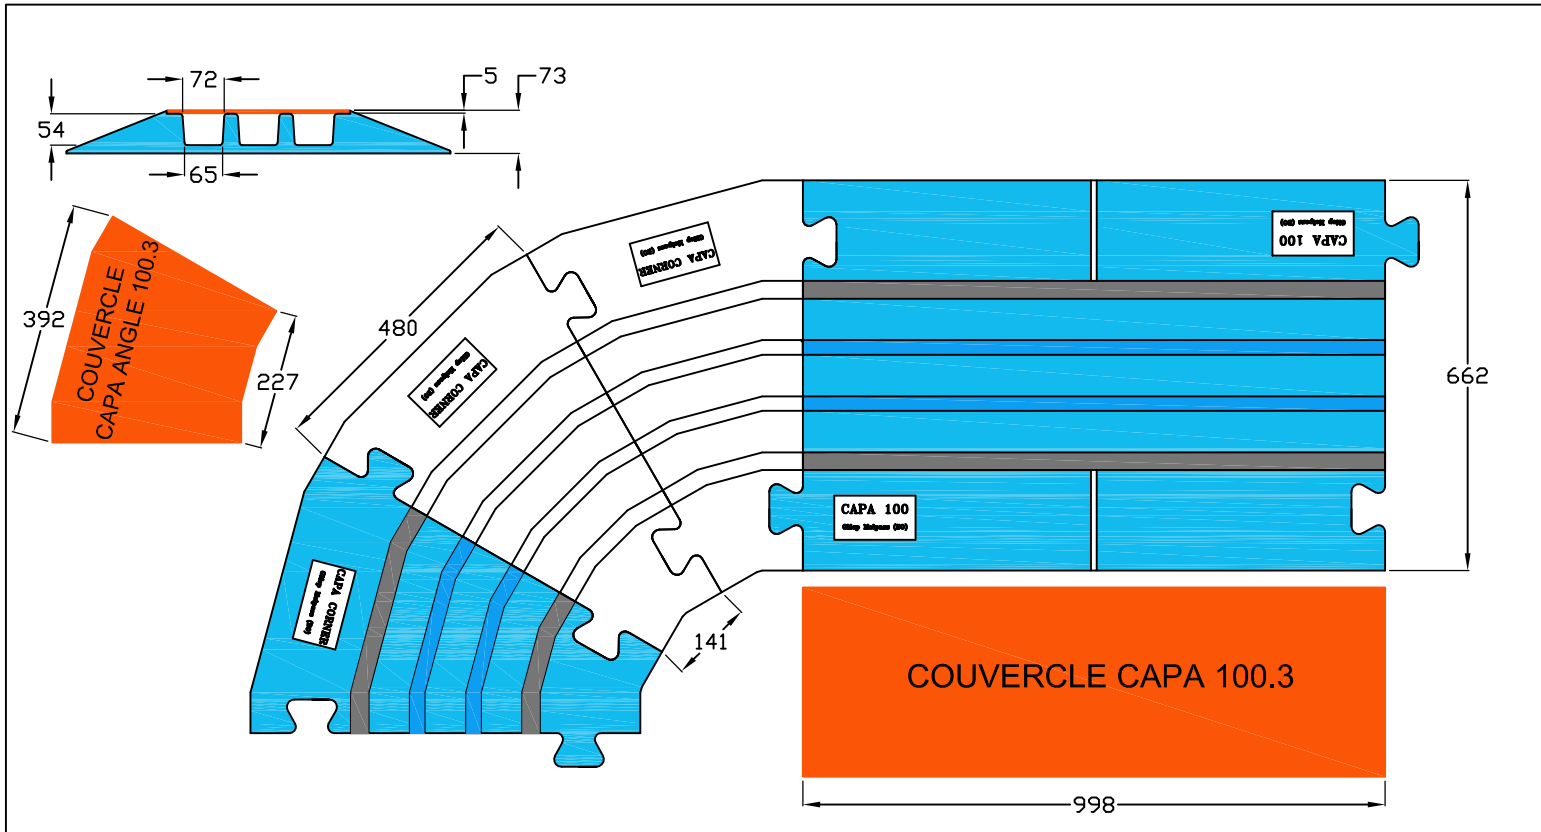 72
5
73
54
65
392
COUVERCLE
CAPA ANGLE 100.3
227
480
CAPA CORNER
CAPA CORNER
CAPA CORNER
CAPA 100
CAPA 100
662
141
COUVERCLE CAPA 100.3
998